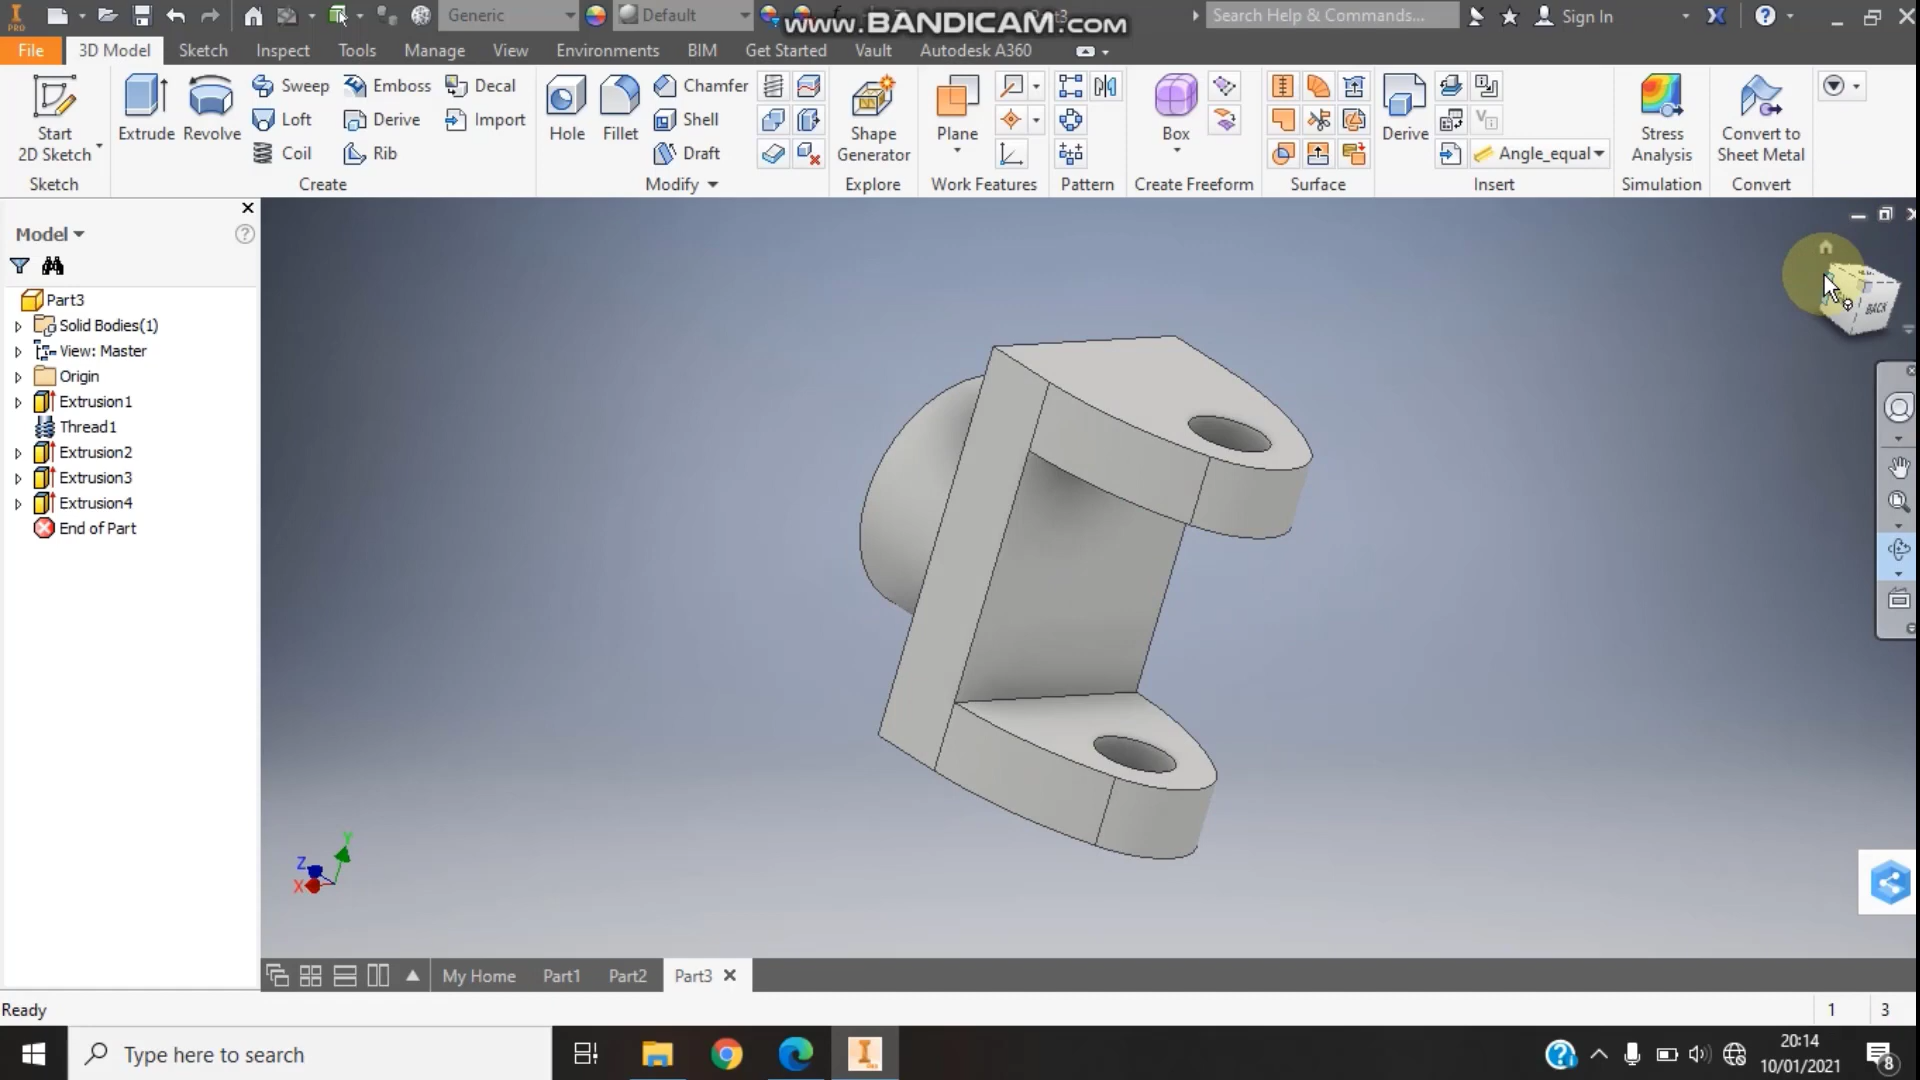 PRO
Generic
Default
www.BANDICAM.com
Search Help & Commands...
Sign In
File
3D Model
Sketch
Inspect
Tools
Manage
View
Environments
BIM
Get Started
Vault
Autodesk A360
Start
2D Sketch
Sketch
Extrude
Revolve
Sweep
Loft
Coil
Emboss
Derive
Rib
Decal
Import
Create
Hole
Fillet
Chamfer
Shell
Draft
Modify
Shape
Generator
Explore
Plane
Work Features
Pattern
Box
Create Freeform
Surface
Derive
Angle_equal
Insert
Stress
Analysis
Simulation
Convert to
Sheet Metal
Convert
Model
Part3
Solid Bodies(1)
View: Master
Origin
Extrusion1
Thread1
Extrusion2
Extrusion3
Extrusion4
End of Part
BACK
Y
Z
X
My Home
Part1
Part2
Part3
Ready
1
3
Type here to search
20:14
10/01/2021
8